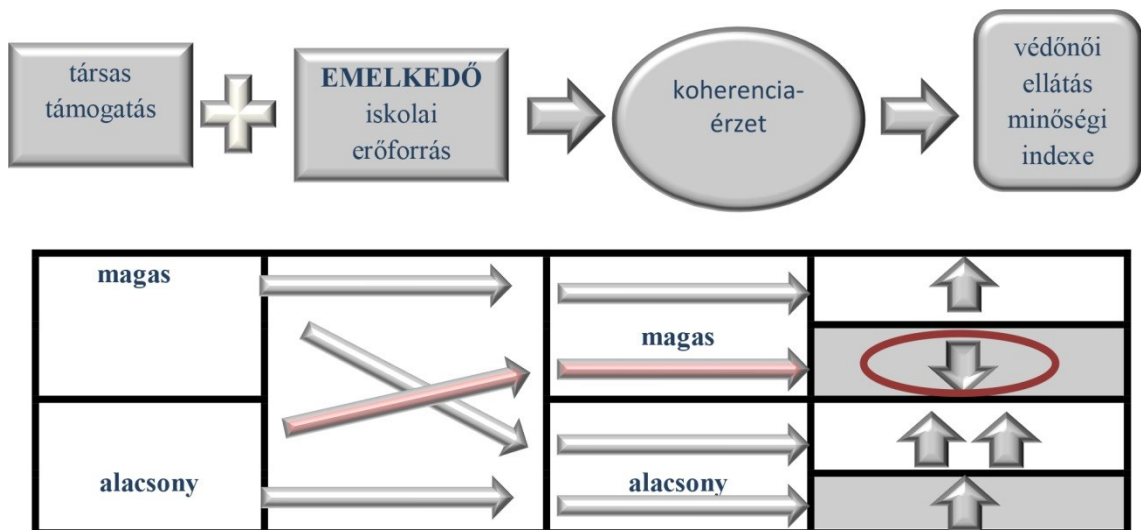 társas
támogatás
EMELKEDŐ
iskolai
erőforrás
koherencia-
érzet
védőnői
ellátás
minőségi
indexe
magas
magas
alacsony
alacsony